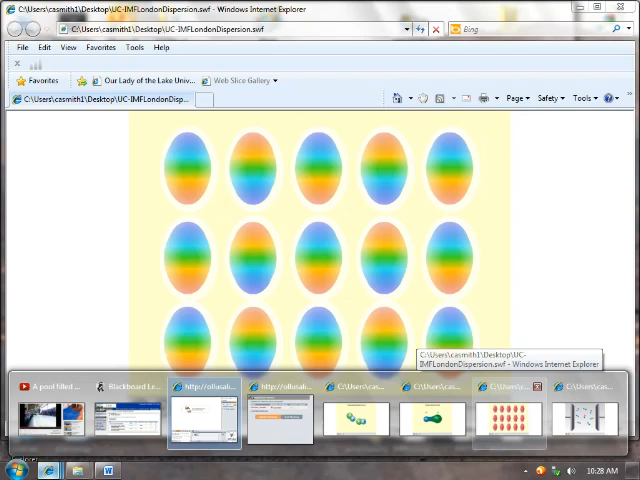 C:\Users\casmith1\Desktop\UC-IMFLondonDispersion.swf - Windows Internet Explorer
C:\Users\casmith1\Desktop\UC-IMFLondonDispersion.swf
Bing
File Edit View Favorites Tools Help
Favorites Our Lady of the Lake Univ... Web Slice Gallery
C:\Users\casmith1\Desktop\UC-IMFLondonDisp...
Page Safety Tools
C:\Users\casmith1\Desktop\UC-
IMFLondonDispersion.swf - Windows Internet Explorer
A pool filled ... Blackboard Le... http://ollusali... http://ollusali... C:\Users\cas... C:\Users\cas... C:\Users\c... C:\Users\cas...
10:28 AM